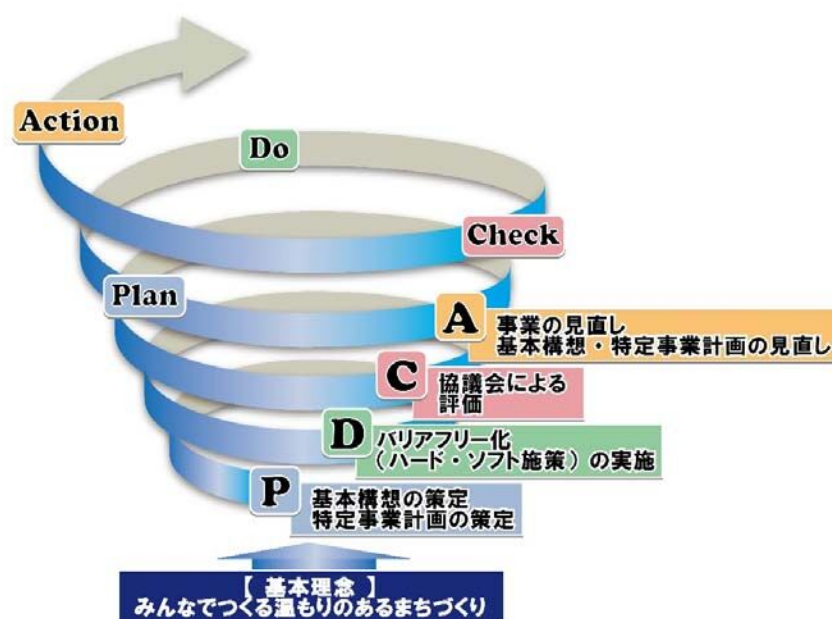 Action
Do
Check
Plan
A
事業の見直し
基本構想・特定事業計画の見直し
C
協議会による
評価
D
バリアフリー化
（ハード・ソフト施策）の実施
P
基本構想の策定
特定事業計画の策定
【 基本理念 】
みんなでつくる温もりのあるまちづくり